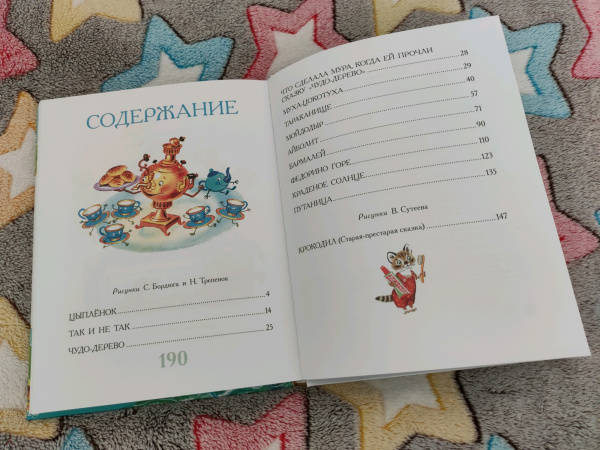 СОДЕРЖАНИЕ
Рисунки С. Бордюга и Н. Трепенок
ЦЫПЛЁНОК 4
ТАК И НЕ ТАК 14
ЧУДО-ДЕРЕВО 25
190
ЧТО СДЕЛАЛА МУРА, КОГДА ЕЙ ПРОЧЛИ
СКАЗКУ «ЧУДО-ДЕРЕВО» 28
МУХА-ЦОКОТУХА 29
ТАРАКАНИЩЕ 40
МОЙДОДЫР 57
АЙБОЛИТ 71
БАРМАЛЕЙ 90
ФЕДОРИНО ГОРЕ 110
КРАДЕНОЕ СОЛНЦЕ 123
ПУТАНИЦА 135
Рисунки В. Сутеева
КРОКОДИЛ (Старая-престарая сказка) 147